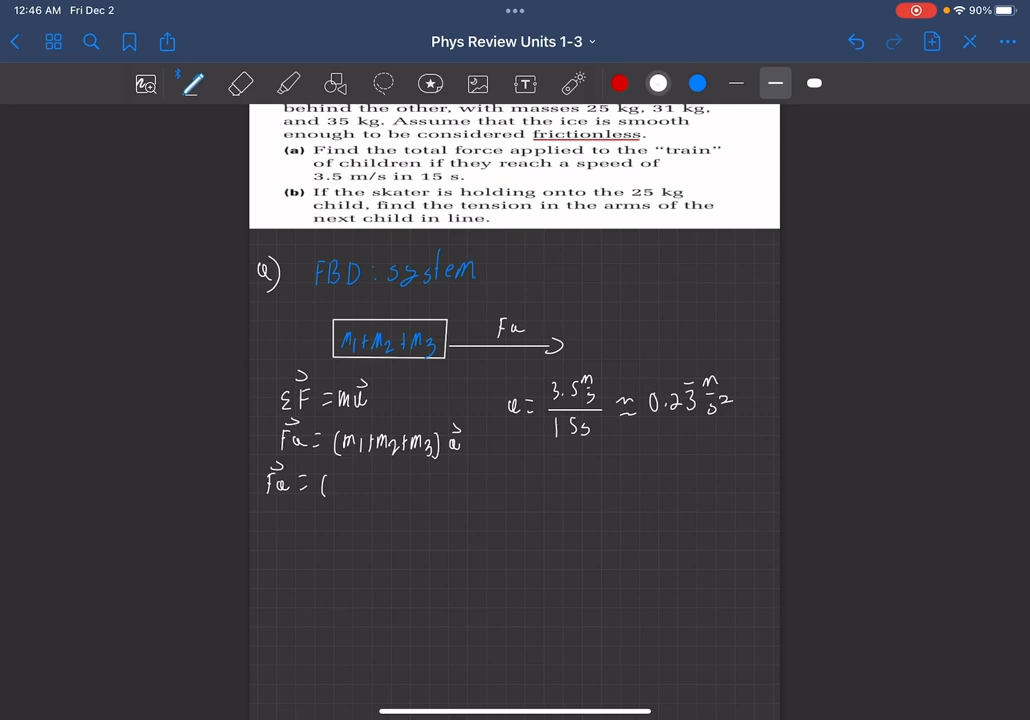 12:46 AM Fri Dec 2
90%
Phys Review Units 1-3
T
behind the other, with masses 25 kg, 31 kg,
and 35 kg. Assume that the ice is smooth
enough to be considered frictionless.
(a) Find the total force applied to the “train”
of children if they reach a speed of
3.5 m/s in 15 s.
(b) If the skater is holding onto the 25 kg
child, find the tension in the arms of the
next child in line.
a) FBD: system
m₁+m₂+m₃ Fa
ΣF⃗ = ma⃗
a = 3.5 m/s / 15s ≈ 0.23̄ m/s²
F⃗a = (m₁+m₂+m₃) a⃗
F⃗a = (